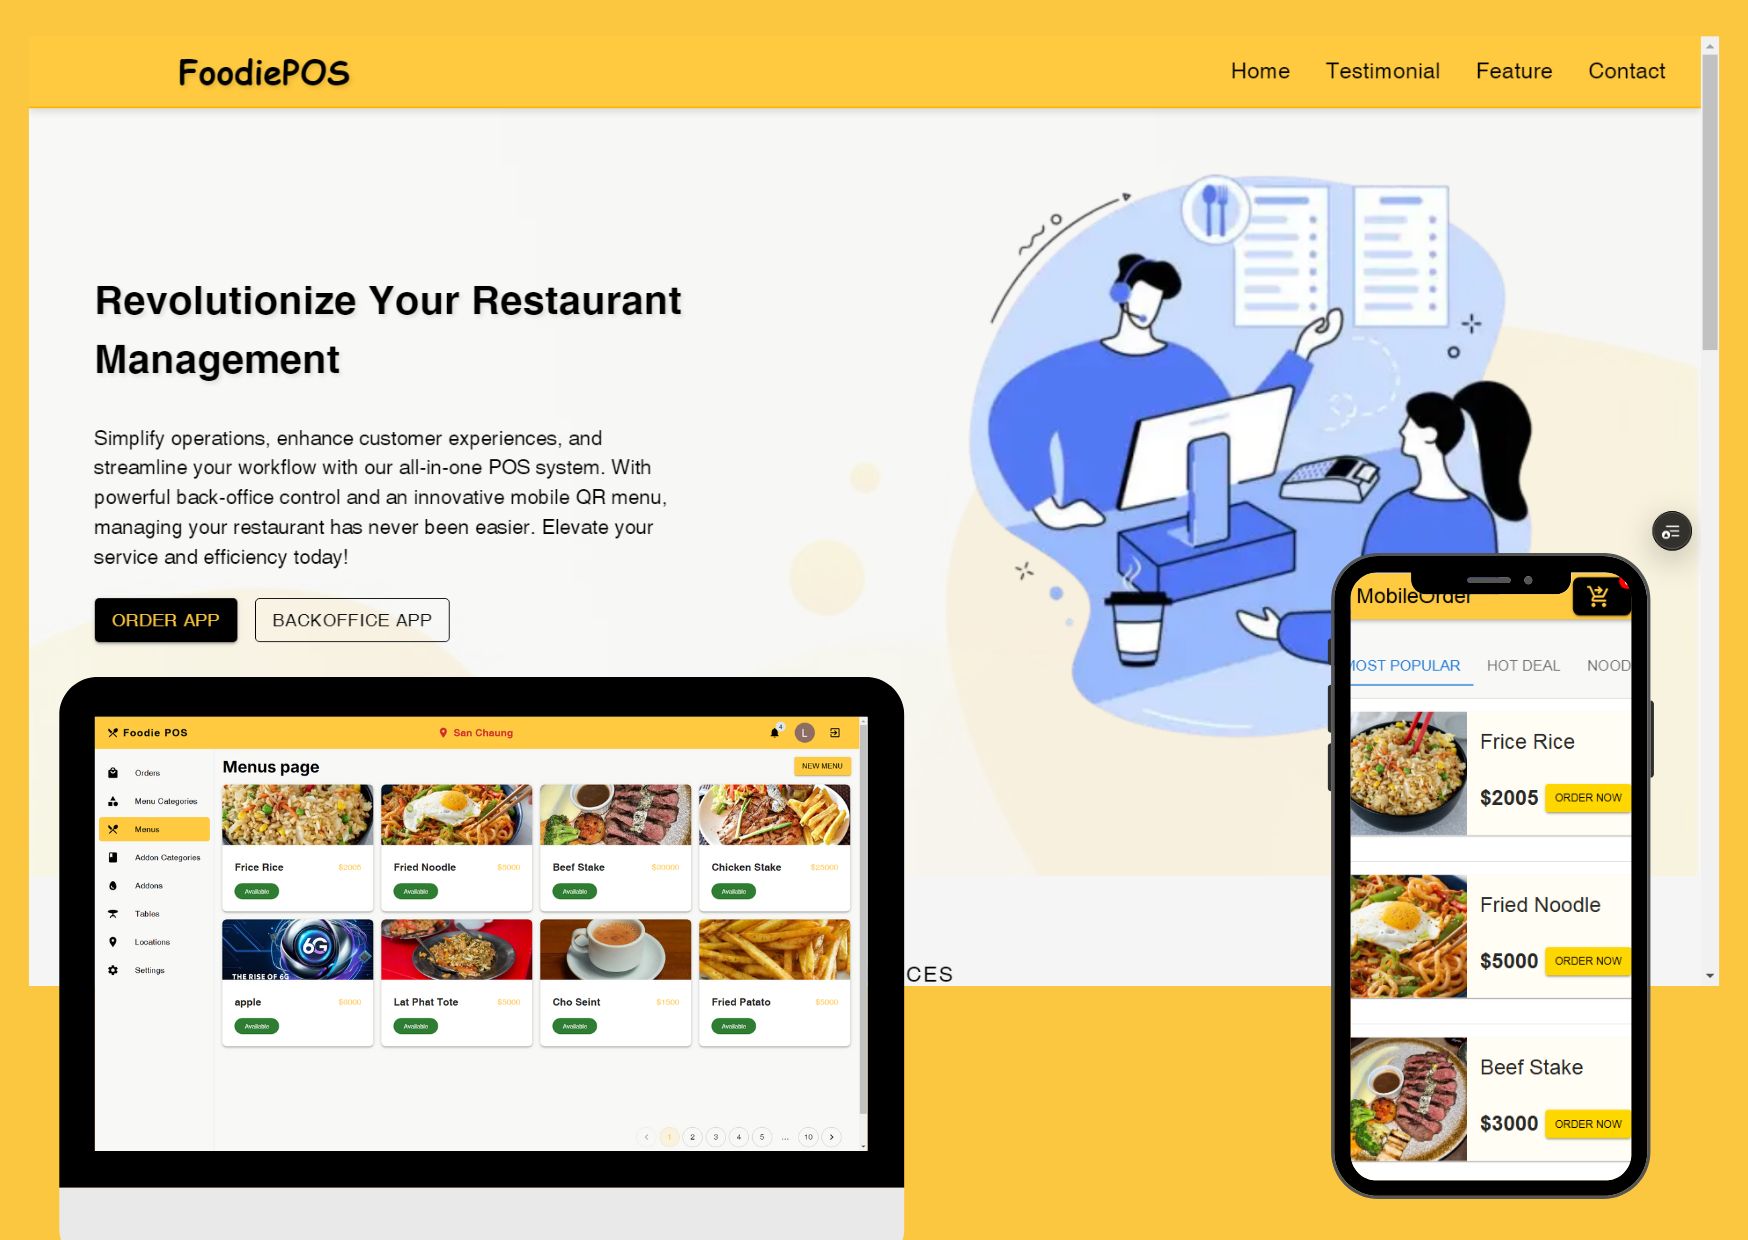 FoodiePOS
Home Testimonial Feature Contact
Revolutionize Your Restaurant
Management
Simplify operations, enhance customer experiences, and
streamline your workflow with our all-in-one POS system. With
powerful back-office control and an innovative mobile QR menu,
managing your restaurant has never been easier. Elevate your
service and efficiency today!
ORDER APP BACKOFFICE APP
CES
Foodie POS San Chaung 4 L
Menus page NEW MENU
Orders
Menu Categories
Menus
Addon Categories
Addons
Tables
Locations
Settings
Frice Rice $2005 Fried Noodle $5000 Beef Stake Chicken Stake $25000
Available Available Available Available
6G
THE RISE OF 6G
apple Lat Phat Tote $5000 Cho Seint $1500 Fried Patato $5000
Available Available Available Available
1 2 3 4 5 ... 10
MobileOrder
MOST POPULAR HOT DEAL NOOD
Frice Rice
$2005 ORDER NOW
Fried Noodle
$5000 ORDER NOW
Beef Stake
$3000 ORDER NOW